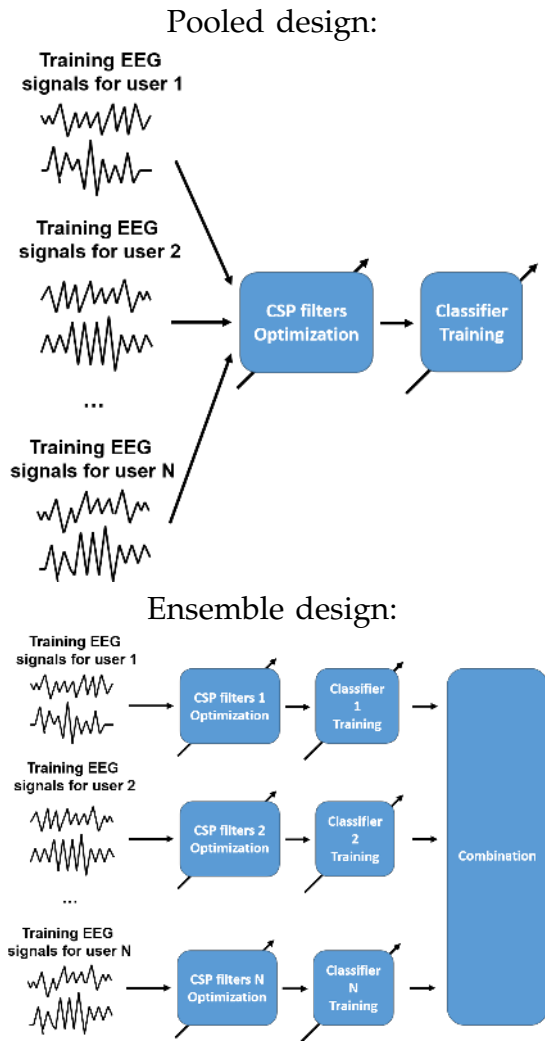 Pooled design:
Training EEG
signals for user 1
Training EEG
signals for user 2
...
Training EEG
signals for user N
CSP filters
Optimization
Classifier
Training
Ensemble design:
Training EEG
signals for user 1
CSP filters 1
Optimization
Classifier
1
Training
Training EEG
signals for user 2
CSP filters 2
Optimization
Classifier
2
Training
Combination
...
Training EEG
signals for user N
CSP filters N
Optimization
Classifier
N
Training